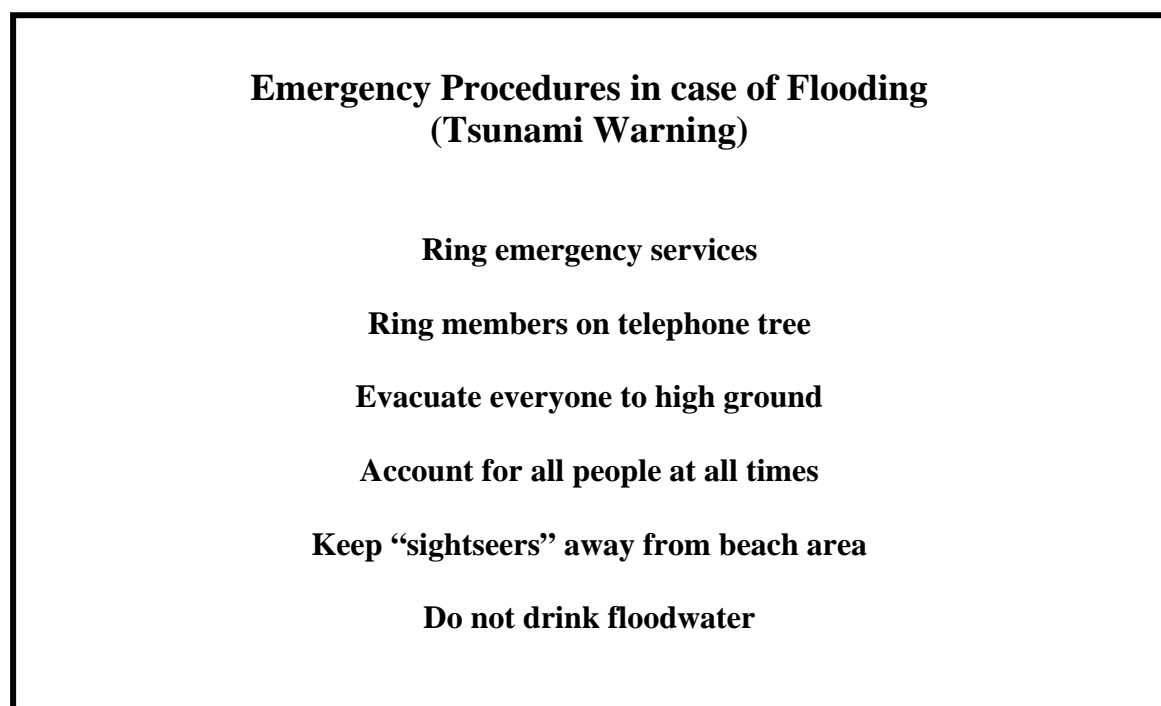 Emergency Procedures in case of Flooding
(Tsunami Warning)
Ring emergency services
Ring members on telephone tree
Evacuate everyone to high ground
Account for all people at all times
Keep “sightseers” away from beach area
Do not drink floodwater